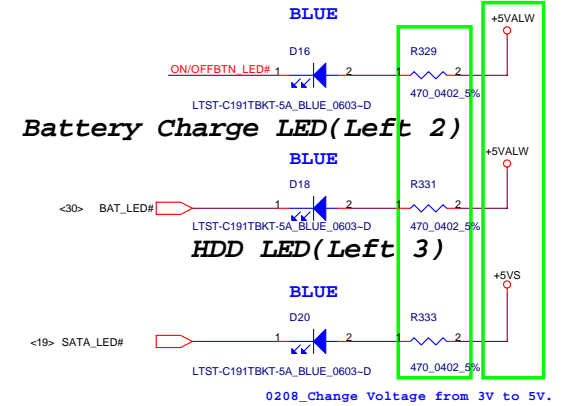 BLUE
+5VALW
D16
R329
ON/OFFBTN_LED#
1
2
1
2
LTST-C191TBKT-5A_BLUE_0603~D
470_0402_5%
Battery Charge LED(Left 2)
BLUE
+5VALW
D18
R331
<30>
BAT_LED#
1
2
1
2
LTST-C191TBKT-5A_BLUE_0603~D
470_0402_5%
HDD LED(Left 3)
BLUE
+5VS
D20
R333
<19>
SATA_LED#
1
2
1
2
LTST-C191TBKT-5A_BLUE_0603~D
470_0402_5%
0208_Change Voltage from 3V to 5V.